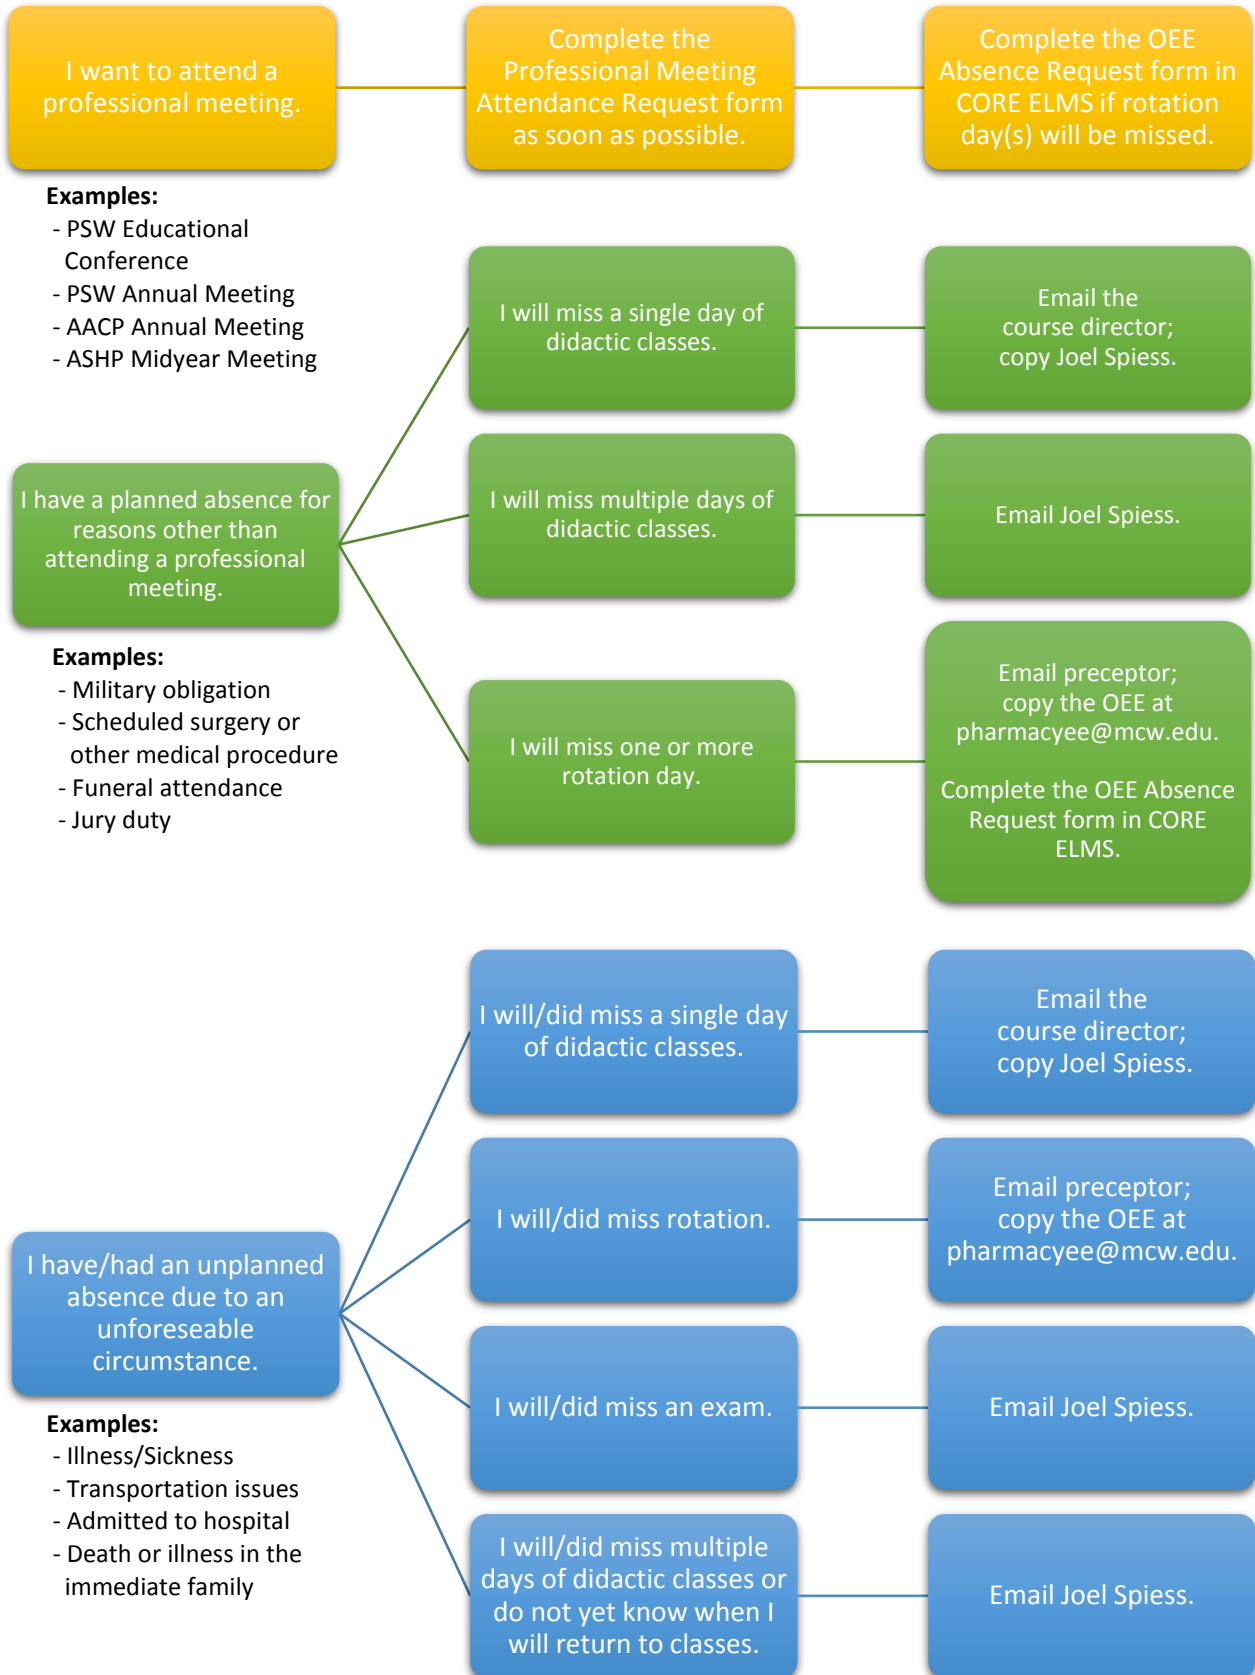 I want to attend a
professional meeting.
Complete the
Professional Meeting
Attendance Request form
as soon as possible.
Complete the OEE
Absence Request form in
CORE ELMS if rotation
day(s) will be missed.
Examples:
- PSW Educational
Conference
- PSW Annual Meeting
- AACP Annual Meeting
- ASHP Midyear Meeting
I have a planned absence for
reasons other than
attending a professional
meeting.
Examples:
- Military obligation
- Scheduled surgery or
other medical procedure
- Funeral attendance
- Jury duty
I will miss a single day of
didactic classes.
Email the
course director;
copy Joel Spiess.
I will miss multiple days of
didactic classes.
Email Joel Spiess.
I will miss one or more
rotation day.
Email preceptor;
copy the OEE at
pharmacyee@mcw.edu.
Complete the OEE Absence
Request form in CORE
ELMS.
I have/had an unplanned
absence due to an
unforeseable
circumstance.
Examples:
- Illness/Sickness
- Transportation issues
- Admitted to hospital
- Death or illness in the
immediate family
I will/did miss a single day
of didactic classes.
Email the
course director;
copy Joel Spiess.
I will/did miss rotation.
Email preceptor;
copy the OEE at
pharmacyee@mcw.edu.
I will/did miss an exam.
Email Joel Spiess.
I will/did miss multiple
days of didactic classes or
do not yet know when I
will return to classes.
Email Joel Spiess.